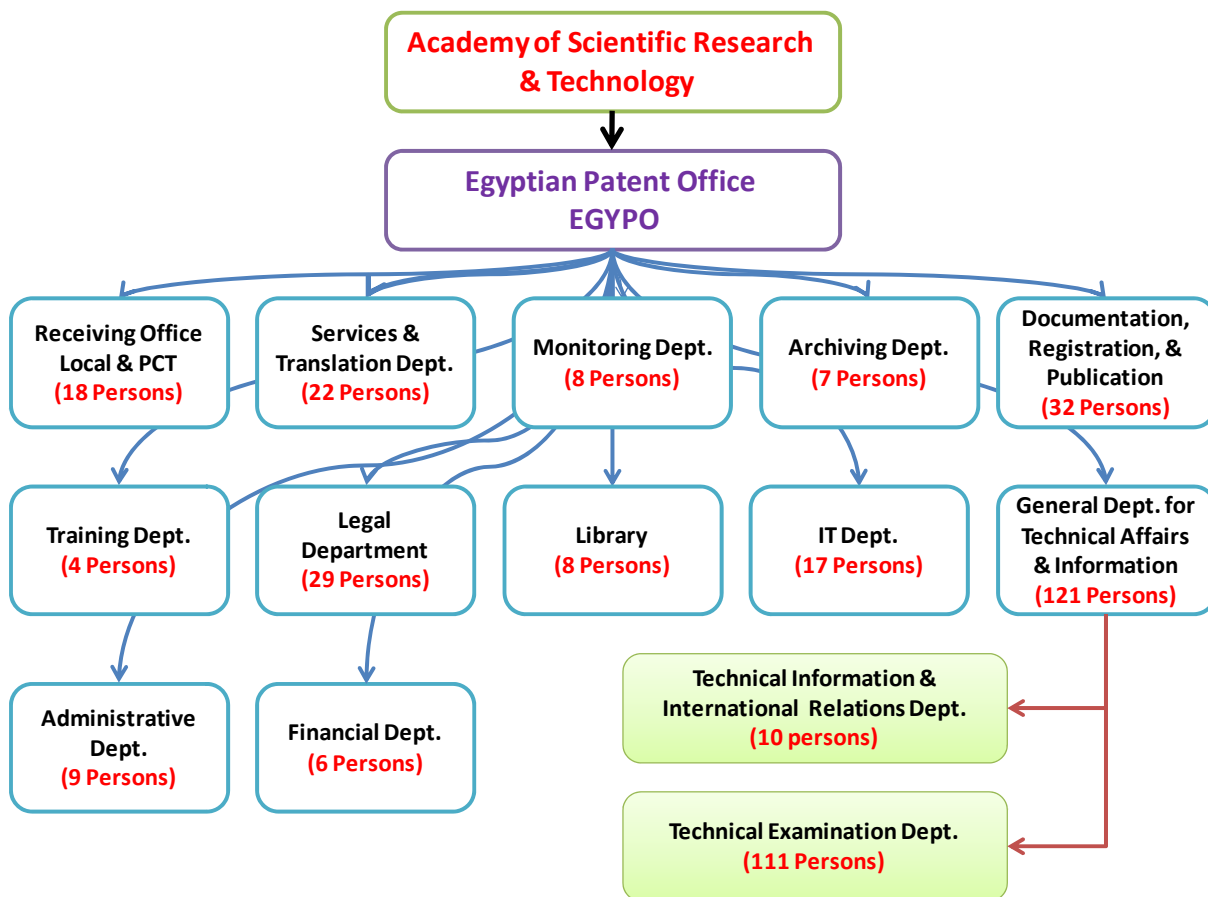 Academy of Scientific Research
& Technology
Egyptian Patent Office
EGYPO
Receiving Office
Local & PCT
(18 Persons)
Services &
Translation Dept.
(22 Persons)
Monitoring Dept.
(8 Persons)
Archiving Dept.
(7 Persons)
Documentation,
Registration, &
Publication
(32 Persons)
Training Dept.
(4 Persons)
Legal
Department
(29 Persons)
Library
(8 Persons)
IT Dept.
(17 Persons)
General Dept. for
Technical Affairs
& Information
(121 Persons)
Administrative
Dept.
(9 Persons)
Financial Dept.
(6 Persons)
Technical Information &
International Relations Dept.
(10 persons)
Technical Examination Dept.
(111 Persons)